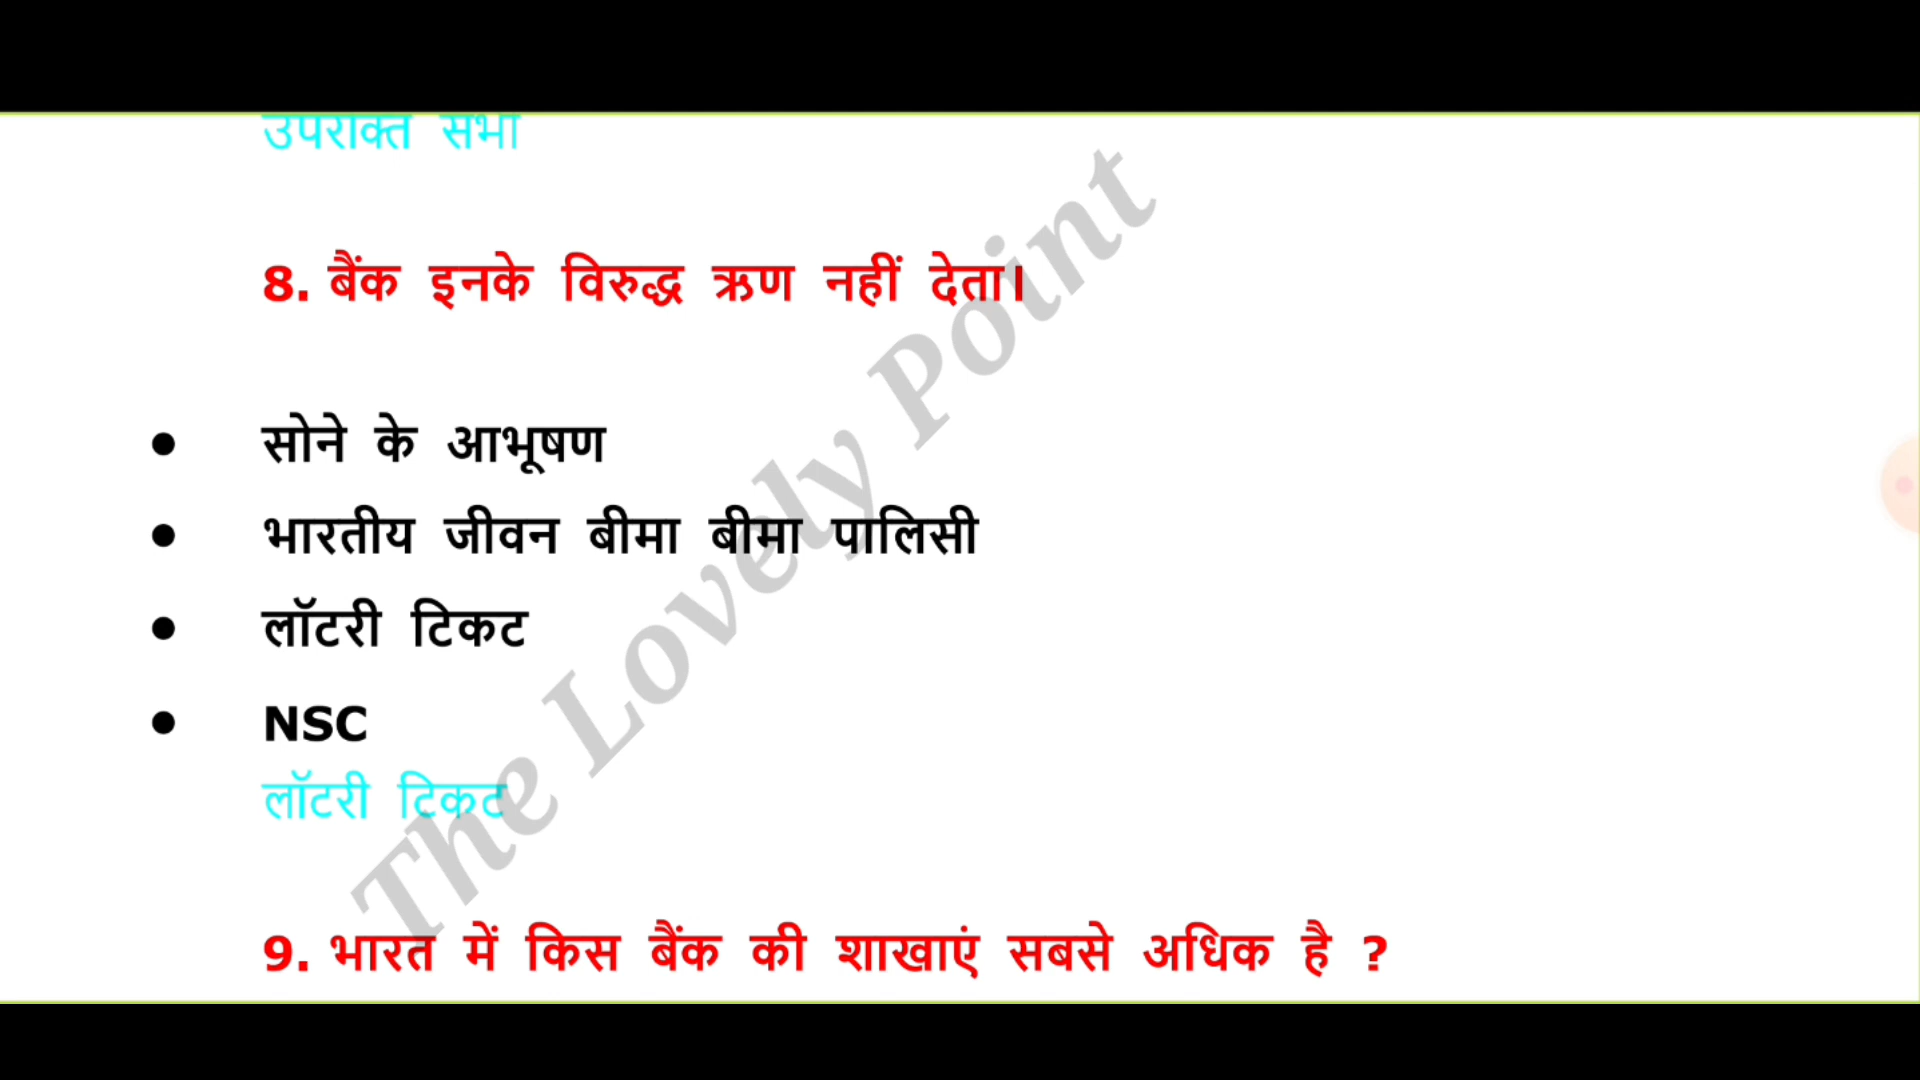 उपरोक्त सभी
8. बैंक इनके विरुद्ध ऋण नहीं देता।
सोने के आभूषण
भारतीय जीवन बीमा बीमा पालिसी
लॉटरी टिकट
NSC
लॉटरी टिकट
9. भारत में किस बैंक की शाखाएं सबसे अधिक है ?
The Lovely Point